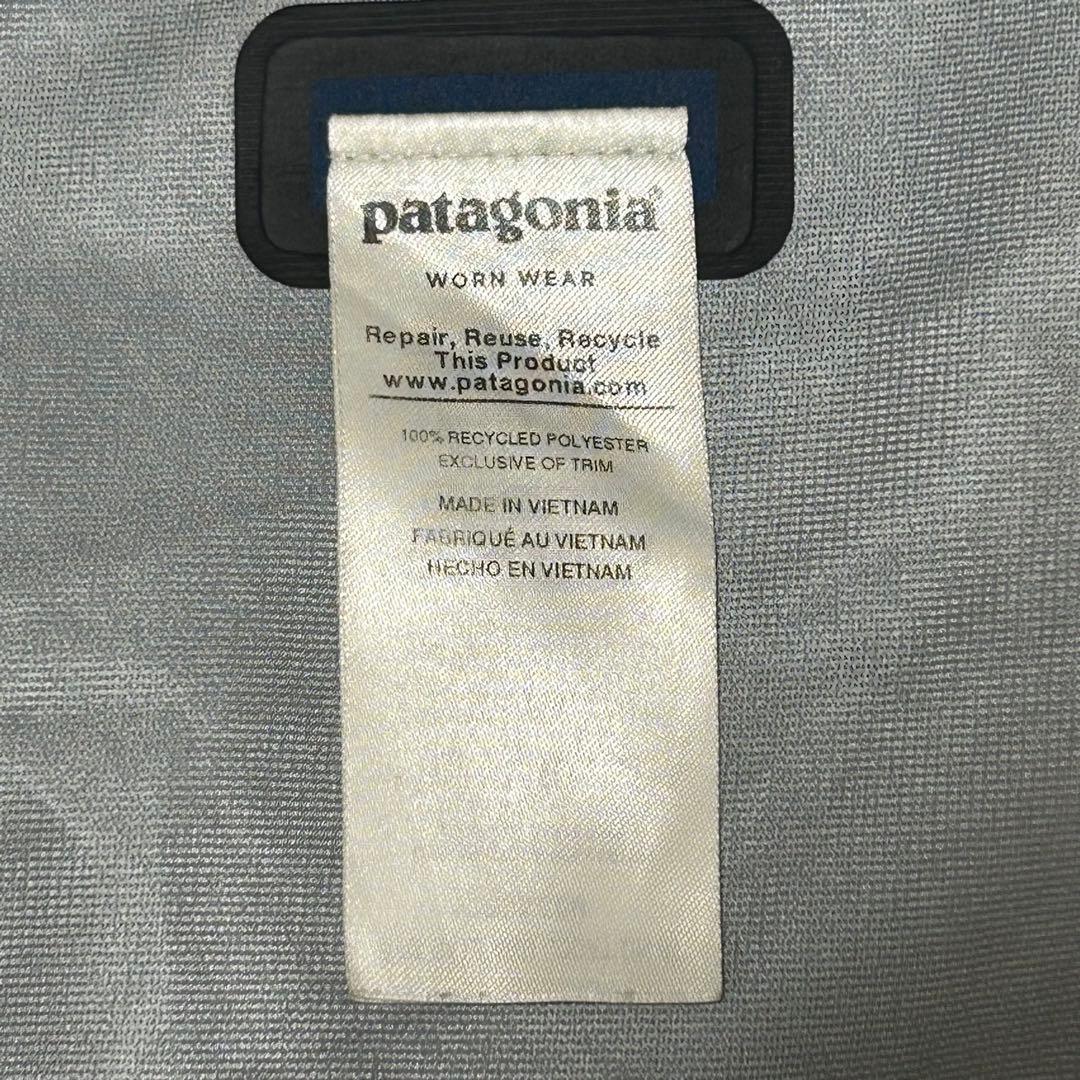 patagonia®
WORN WEAR
Repair, Reuse, Recycle
This Product
www.patagonia.com
100% RECYCLED POLYESTER
EXCLUSIVE OF TRIM
MADE IN VIETNAM
FABRIQUÉ AU VIETNAM
HECHO EN VIETNAM